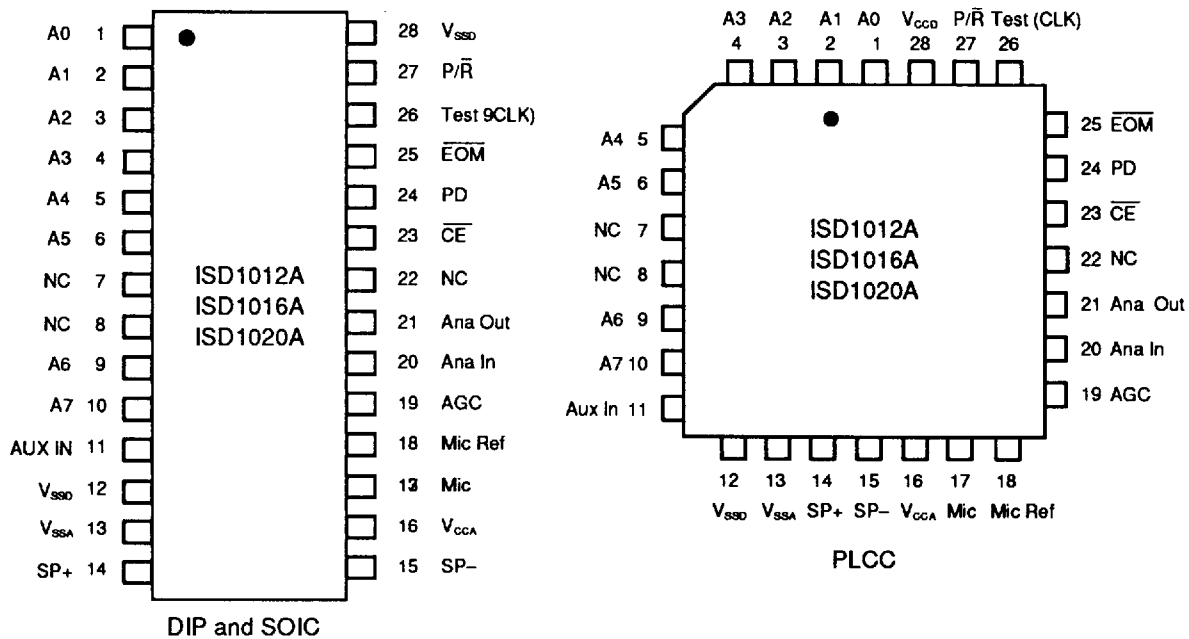 A0 1
A1 2
A2 3
A3 4
A4 5
A5 6
NC 7
NC 8
A6 9
A7 10
AUX IN 11
VSSD 12
VSSA 13
SP+ 14
ISD1012A
ISD1016A
ISD1020A
28 VSSD
27 P/R̅
26 Test 9CLK)
25 E̅O̅M̅
24 PD
23 C̅E̅
22 NC
21 Ana Out
20 Ana In
19 AGC
18 Mic Ref
Mic
16 VCCA
15 SP–
DIP and SOIC
A3 A2 A1 A0 VCCD P/R̅ Test (CLK)
4 3 2 1 28 27 26
A4 5
A5 6
NC 7
NC 8
A6 9
A7 10
Aux In 11
ISD1012A
ISD1016A
ISD1020A
25 E̅O̅M̅
24 PD
23 C̅E̅
22 NC
21 Ana Out
20 Ana In
19 AGC
12 13 14 15 16 17 18
VSSD VSSA SP+ SP– VCCA Mic Mic Ref
PLCC